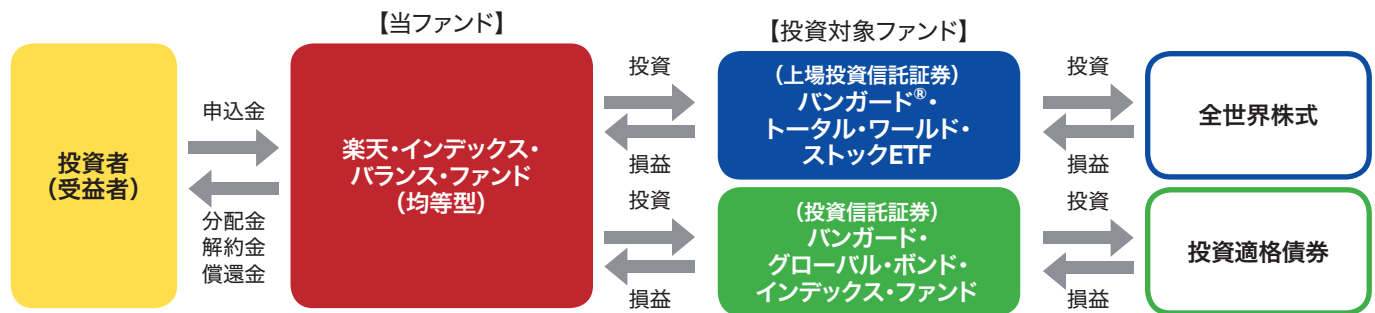 【当ファンド】
【投資対象ファンド】
投資者
(受益者)
申込金
分配金
解約金
償還金
楽天・インデックス・
バランス・ファンド
(均等型)
投資
損益
投資
損益
(上場投資信託証券)
バンガード®・
トータル・ワールド・
ストックETF
(投資信託証券)
バンガード・
グローバル・ボンド・
インデックス・ファンド
投資
損益
投資
損益
全世界株式
投資適格債券